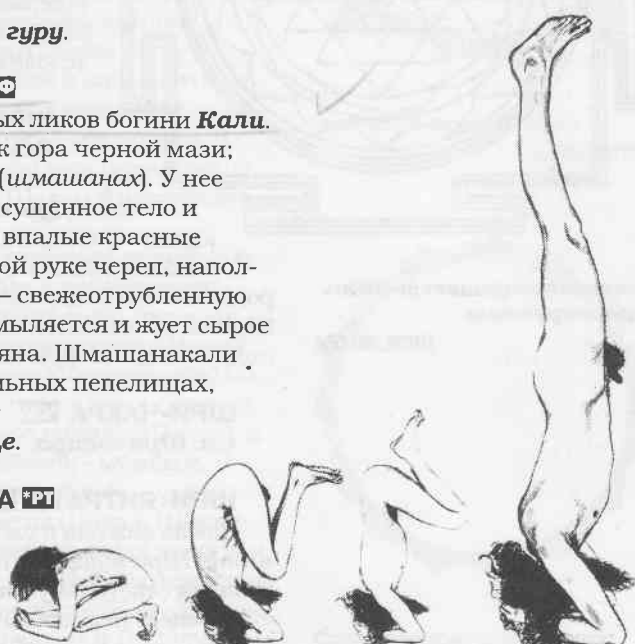 гуру.
Ф
ых ликов богини Кали.
к гора черной мази;
(шмашанах). У нее
сушенное тело и
впалые красные
ой руке череп, напол-
– свежеотрубленную
мыляется и жует сырое
яна. Шмашанакали
льных пепелищах,
е.
А *РТ